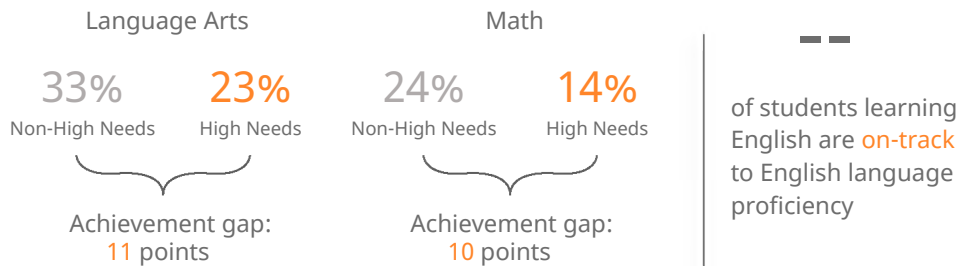 Language Arts
33% 23%
Non-High Needs High Needs
Achievement gap:
11 points
Math
24% 14%
Non-High Needs High Needs
Achievement gap:
10 points
--
of students learning
English are on-track
to English language
proficiency